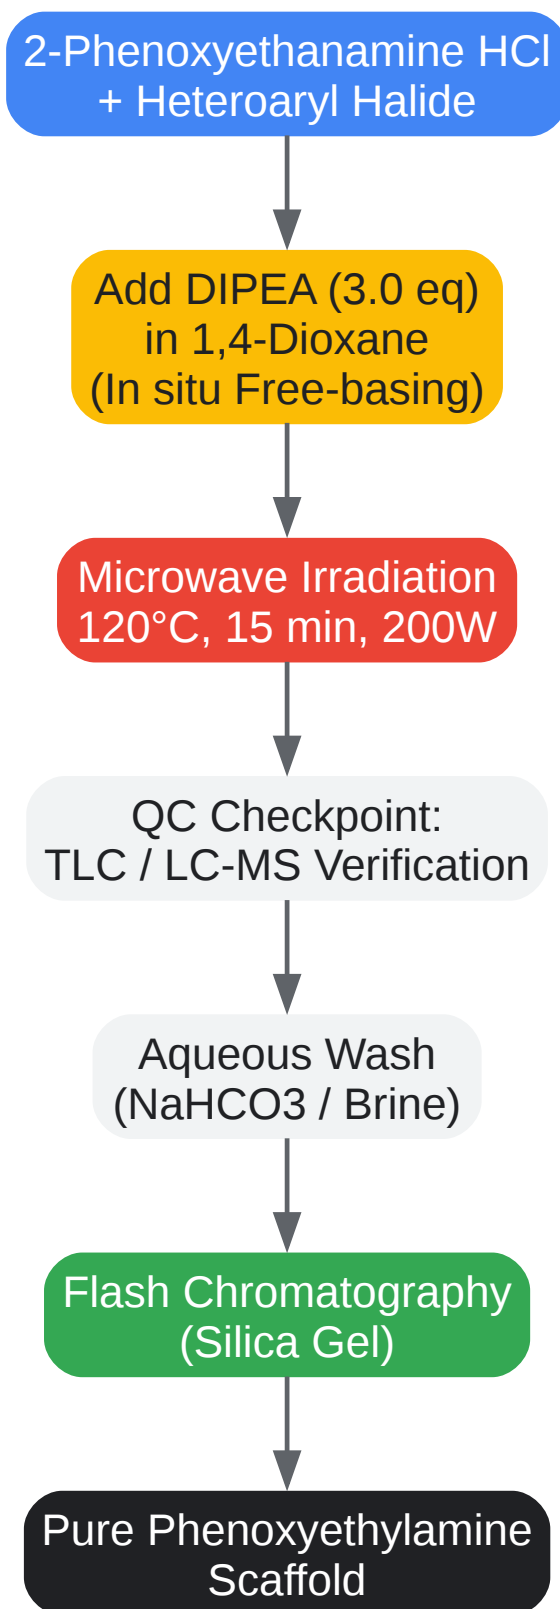 2-Phenoxyethanamine HCl
+ Heteroaryl Halide
Add DIPEA (3.0 eq)
in 1,4-Dioxane
(In situ Free-basing)
Microwave Irradiation
120°C, 15 min, 200W
QC Checkpoint:
TLC / LC-MS Verification
Aqueous Wash
(NaHCO3 / Brine)
Flash Chromatography
(Silica Gel)
Pure Phenoxyethylamine
Scaffold